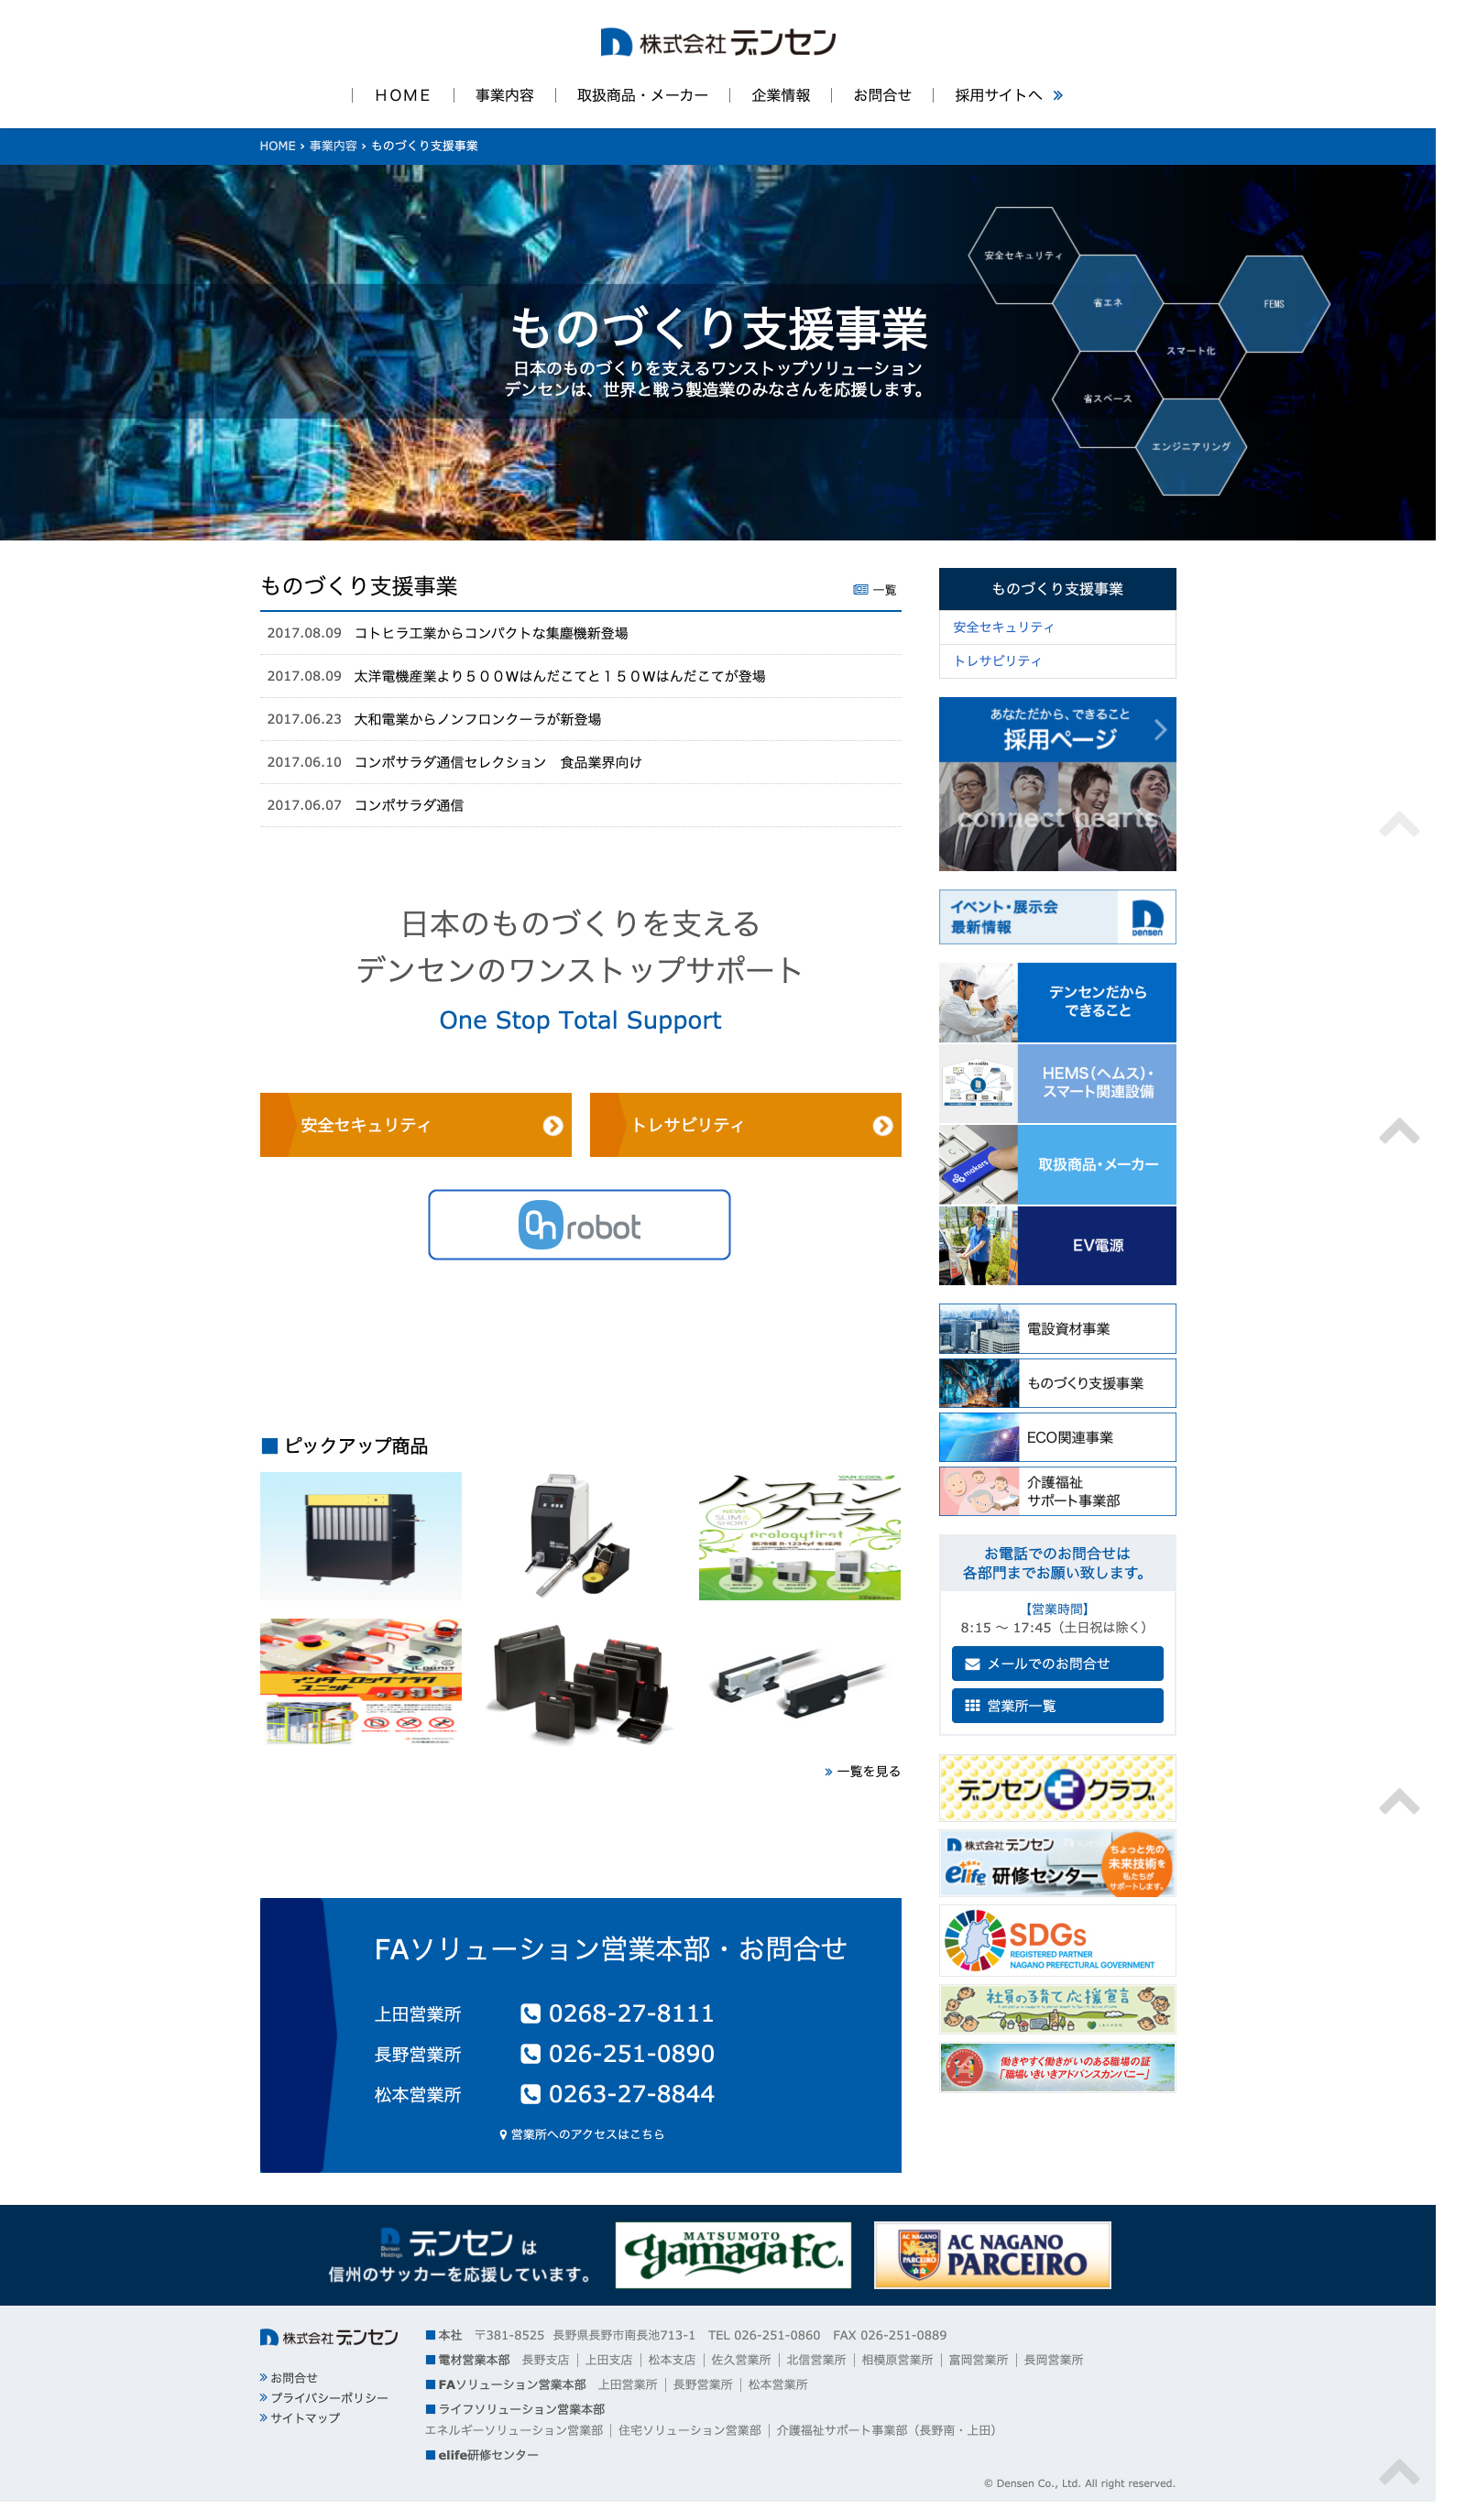 株式会社デンセン
HOME
事業内容
取扱商品・メーカー
企業情報
お問合せ
採用サイトへ
HOME › 事業内容 › ものづくり支援事業
ものづくり支援事業
日本のものづくりを支えるワンストップソリューション
デンセンは、世界と戦う製造業のみなさんを応援します。
安全セキュリティ
省エネ
FEMS
スマート化
省スペース
エンジニアリング
ものづくり支援事業
一覧
2017.08.09 コトヒラ工業からコンパクトな集塵機新登場
2017.08.09 太洋電機産業より５００Wはんだこてと１５０Wはんだこてが登場
2017.06.23 大和電業からノンフロンクーラが新登場
2017.06.10 コンポサラダ通信セレクション　食品業界向け
2017.06.07 コンポサラダ通信
日本のものづくりを支える
デンセンのワンストップサポート
One Stop Total Support
安全セキュリティ
トレサビリティ
On robot
ピックアップ商品
VAR COOL
ノンフロン
クーラ
NEW!
SLIM&
SHORT
ecologyfirst
新冷媒 R-1234yf を採用
インターロックプラグ
ユニット
一覧を見る
FAソリューション営業本部・お問合せ
上田営業所 0268-27-8111
長野営業所 026-251-0890
松本営業所 0263-27-8844
営業所へのアクセスはこちら
ものづくり支援事業
安全セキュリティ
トレサビリティ
あなただから、できること
採用ページ
connect hearts
イベント・展示会
最新情報
DENSEN
デンセンだから
できること
HEMS(ヘムス)・
スマート関連設備
makers
取扱商品・メーカー
EV電源
電設資材事業
ものづくり支援事業
ECO関連事業
介護福祉
サポート事業部
お電話でのお問合せは
各部門までお願い致します。
【営業時間】
8:15 〜 17:45（土日祝は除く）
メールでのお問合せ
営業所一覧
デンセン クラブ
株式会社デンセン
elife 研修センター
ちょっと先の
未来技術を
私たちが
サポートします。
SDGs
REGISTERED PARTNER
NAGANO PREFECTURAL GOVERNMENT
社員の子育て応援宣言
働きやすく働きがいのある職場の証
「職場いきいきアドバンスカンパニー」
Densen
Holdings
デンセン は
信州のサッカーを応援しています。
MATSUMOTO
yamaga F.C.
AC NAGANO
PARCEIRO
株式会社デンセン
お問合せ
プライバシーポリシー
サイトマップ
本社 〒381-8525 長野県長野市南長池713-1 TEL 026-251-0860 FAX 026-251-0889
電材営業本部 長野支店 | 上田支店 | 松本支店 | 佐久営業所 | 北信営業所 | 相模原営業所 | 富岡営業所 | 長岡営業所
FAソリューション営業本部 上田営業所 | 長野営業所 | 松本営業所
ライフソリューション営業本部
エネルギーソリューション営業部 | 住宅ソリューション営業部 | 介護福祉サポート事業部（長野南・上田）
elife研修センター
© Densen Co., Ltd. All right reserved.